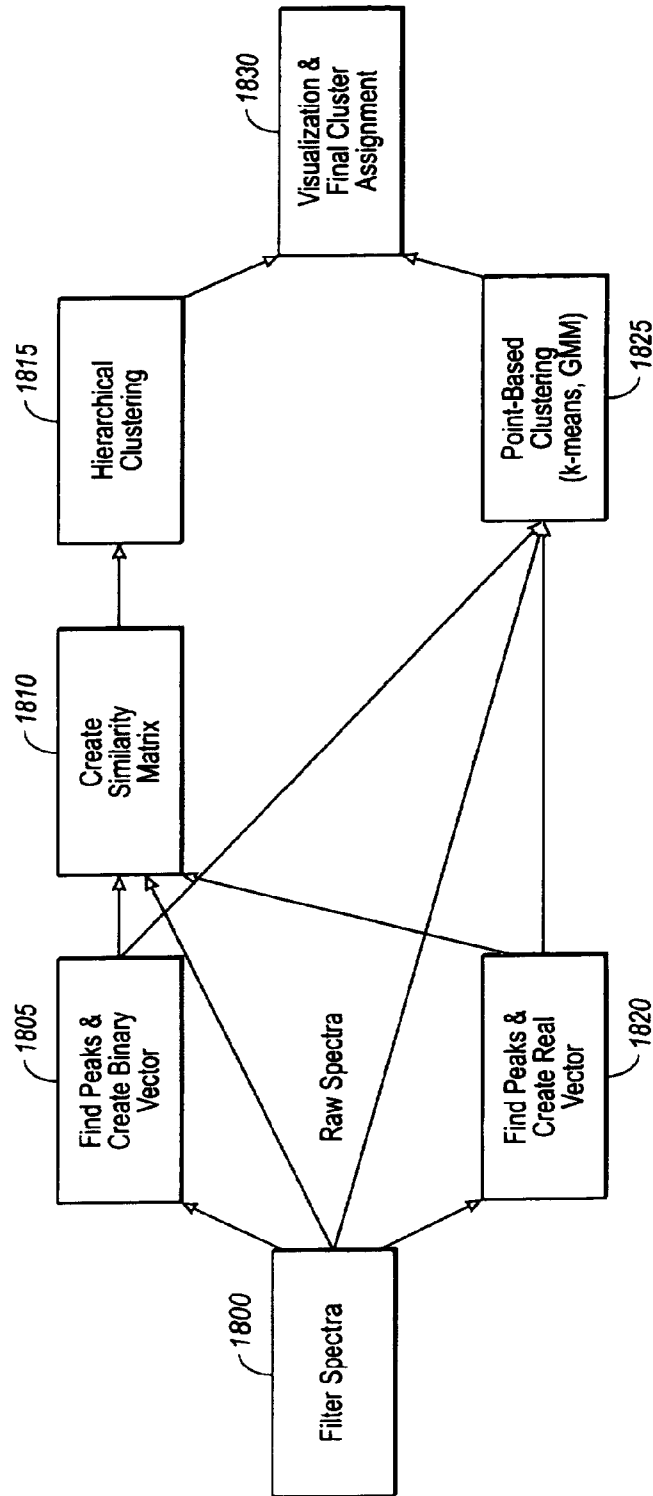 1800
Filter Spectra
1805
Find Peaks &
Create Binary
Vector
Raw Spectra
1820
Find Peaks &
Create Real
Vector
1810
Create
Similarity
Matrix
1815
Hierarchical
Clustering
1825
Point-Based
Clustering
(k-means, GMM)
1830
Visualization &
Final Cluster
Assignment